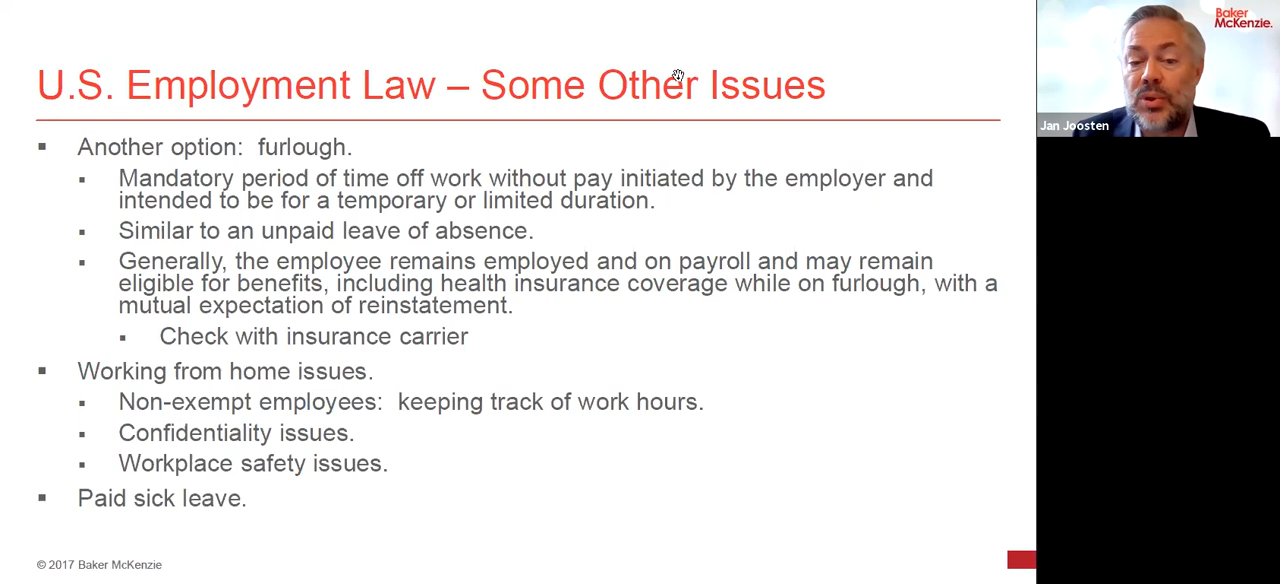 U.S. Employment Law – Some Other Issues
Another option:  furlough.
Mandatory period of time off work without pay initiated by the employer and
intended to be for a temporary or limited duration.
Similar to an unpaid leave of absence.
Generally, the employee remains employed and on payroll and may remain
eligible for benefits, including health insurance coverage while on furlough, with a
mutual expectation of reinstatement.
Check with insurance carrier
Working from home issues.
Non-exempt employees:  keeping track of work hours.
Confidentiality issues.
Workplace safety issues.
Paid sick leave.
© 2017 Baker McKenzie
Baker
McKenzie.
Jan Joosten